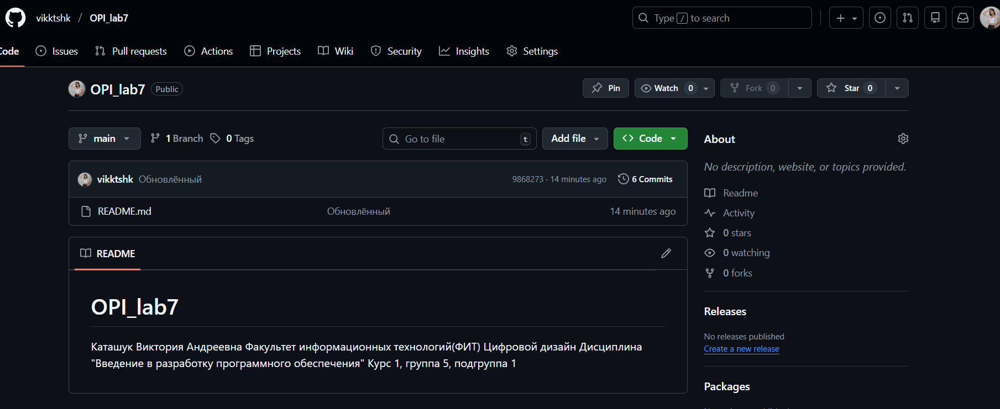 vikktshk / OPI_lab7
Type / to search
Code Issues Pull requests Actions Projects Wiki Security Insights Settings
OPI_lab7 Public
Pin Watch 0 Fork 0 Star 0
main 1 Branch 0 Tags Go to file t Add file Code
vikktshk Обновлённый 9868273 · 14 minutes ago 6 Commits
README.md Обновлённый 14 minutes ago
README
OPI_lab7
Каташук Виктория Андреевна Факультет информационных технологий(ФИТ) Цифровой дизайн Дисциплина
"Введение в разработку программного обеспечения" Курс 1, группа 5, подгруппа 1
About
No description, website, or topics provided.
Readme
Activity
0 stars
0 watching
0 forks
Releases
No releases published
Create a new release
Packages